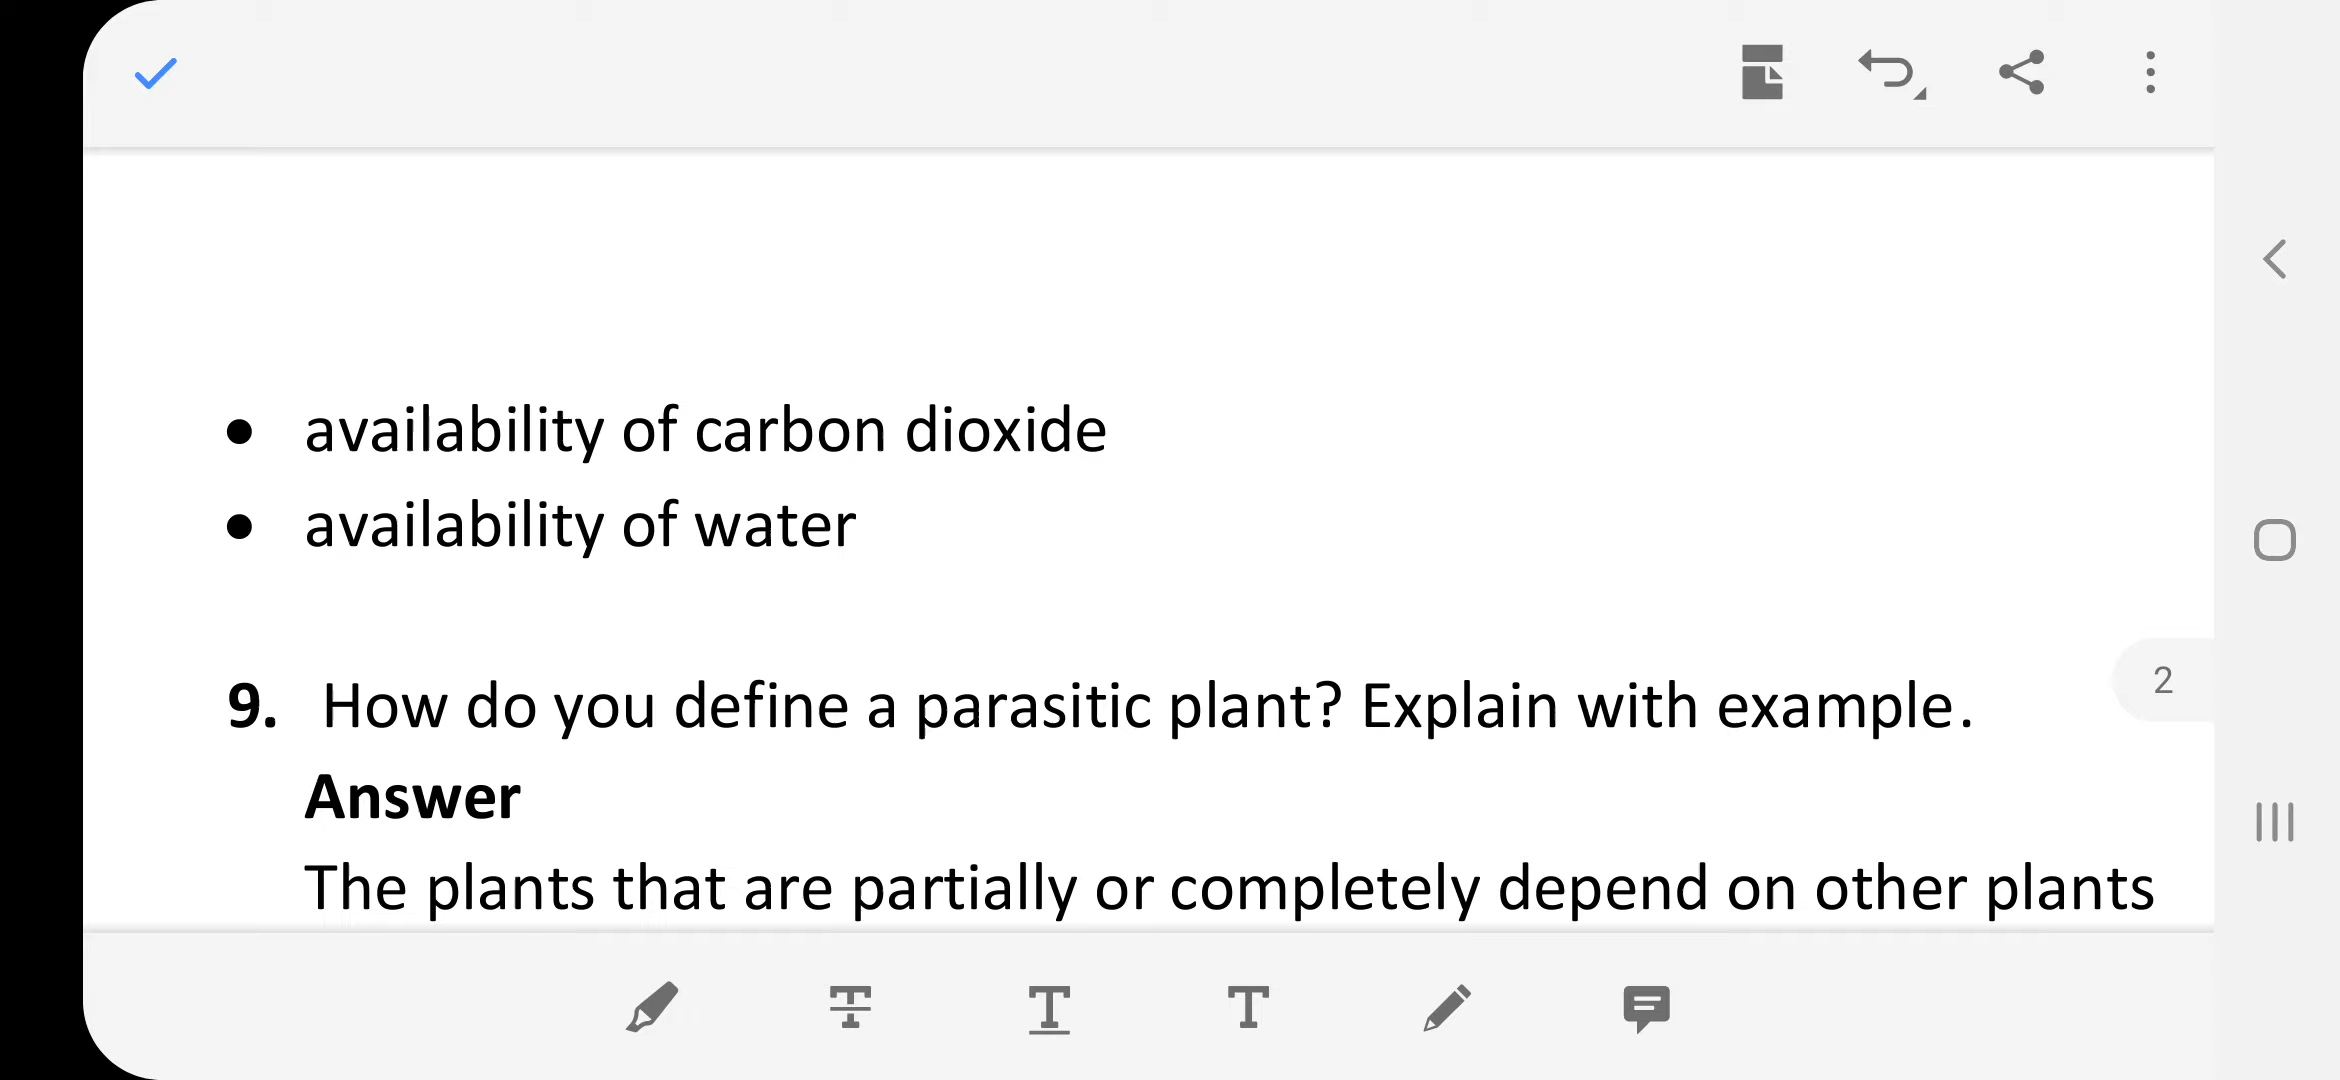 • availability of carbon dioxide
• availability of water
9. How do you define a parasitic plant? Explain with example.
2
Answer
The plants that are partially or completely depend on other plants